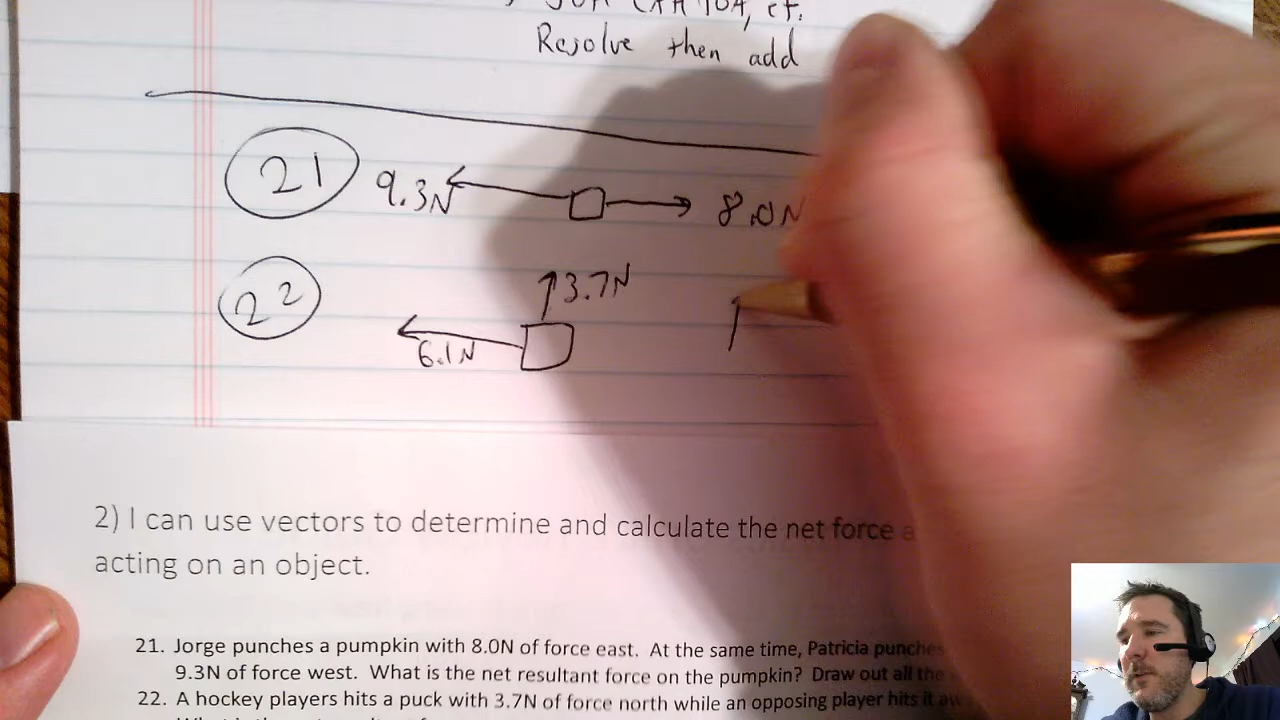 Resolve then add
21 9.3N 8.0N
22 3.7N
6.1N
2) I can use vectors to determine and calculate the net force
acting on an object.
21. Jorge punches a pumpkin with 8.0N of force east. At the same time, Patricia punches
9.3N of force west. What is the net resultant force on the pumpkin? Draw out all the
22. A hockey players hits a puck with 3.7N of force north while an opposing player hits it